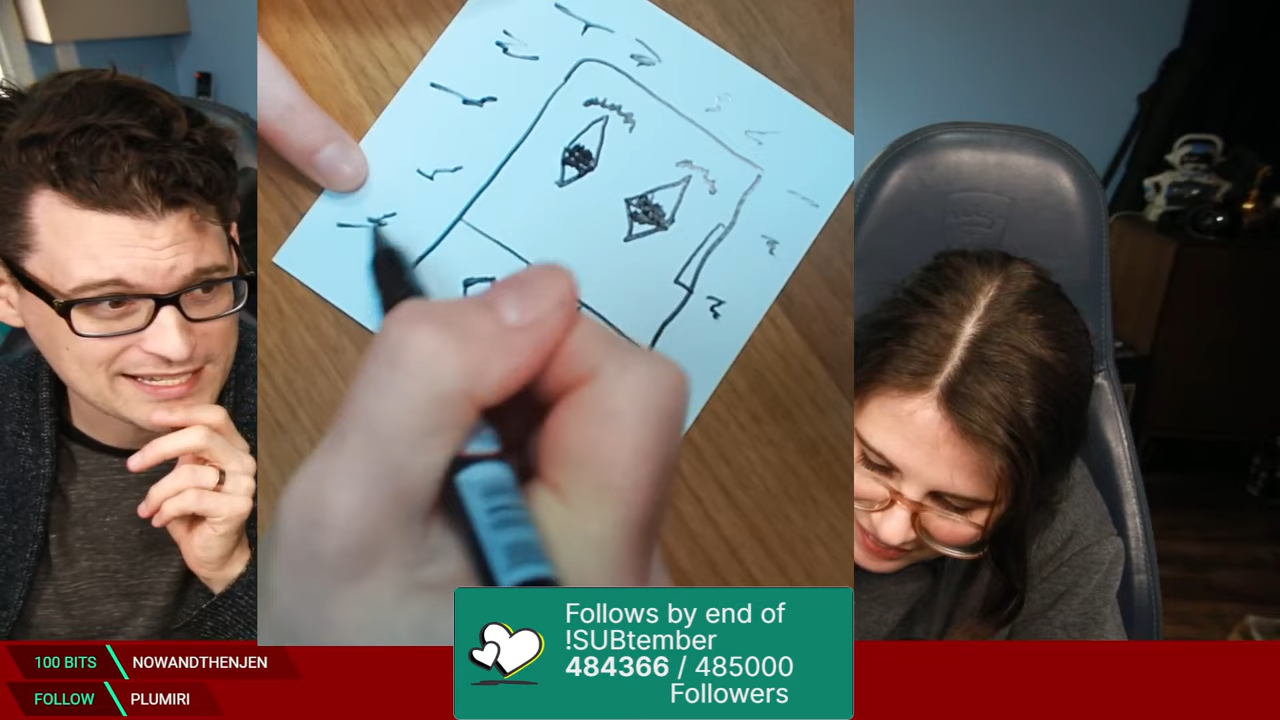 Follows by end of
!SUBtember
484366 / 485000
Followers
100 BITS NOWANDTHENJEN
FOLLOW PLUMIRI